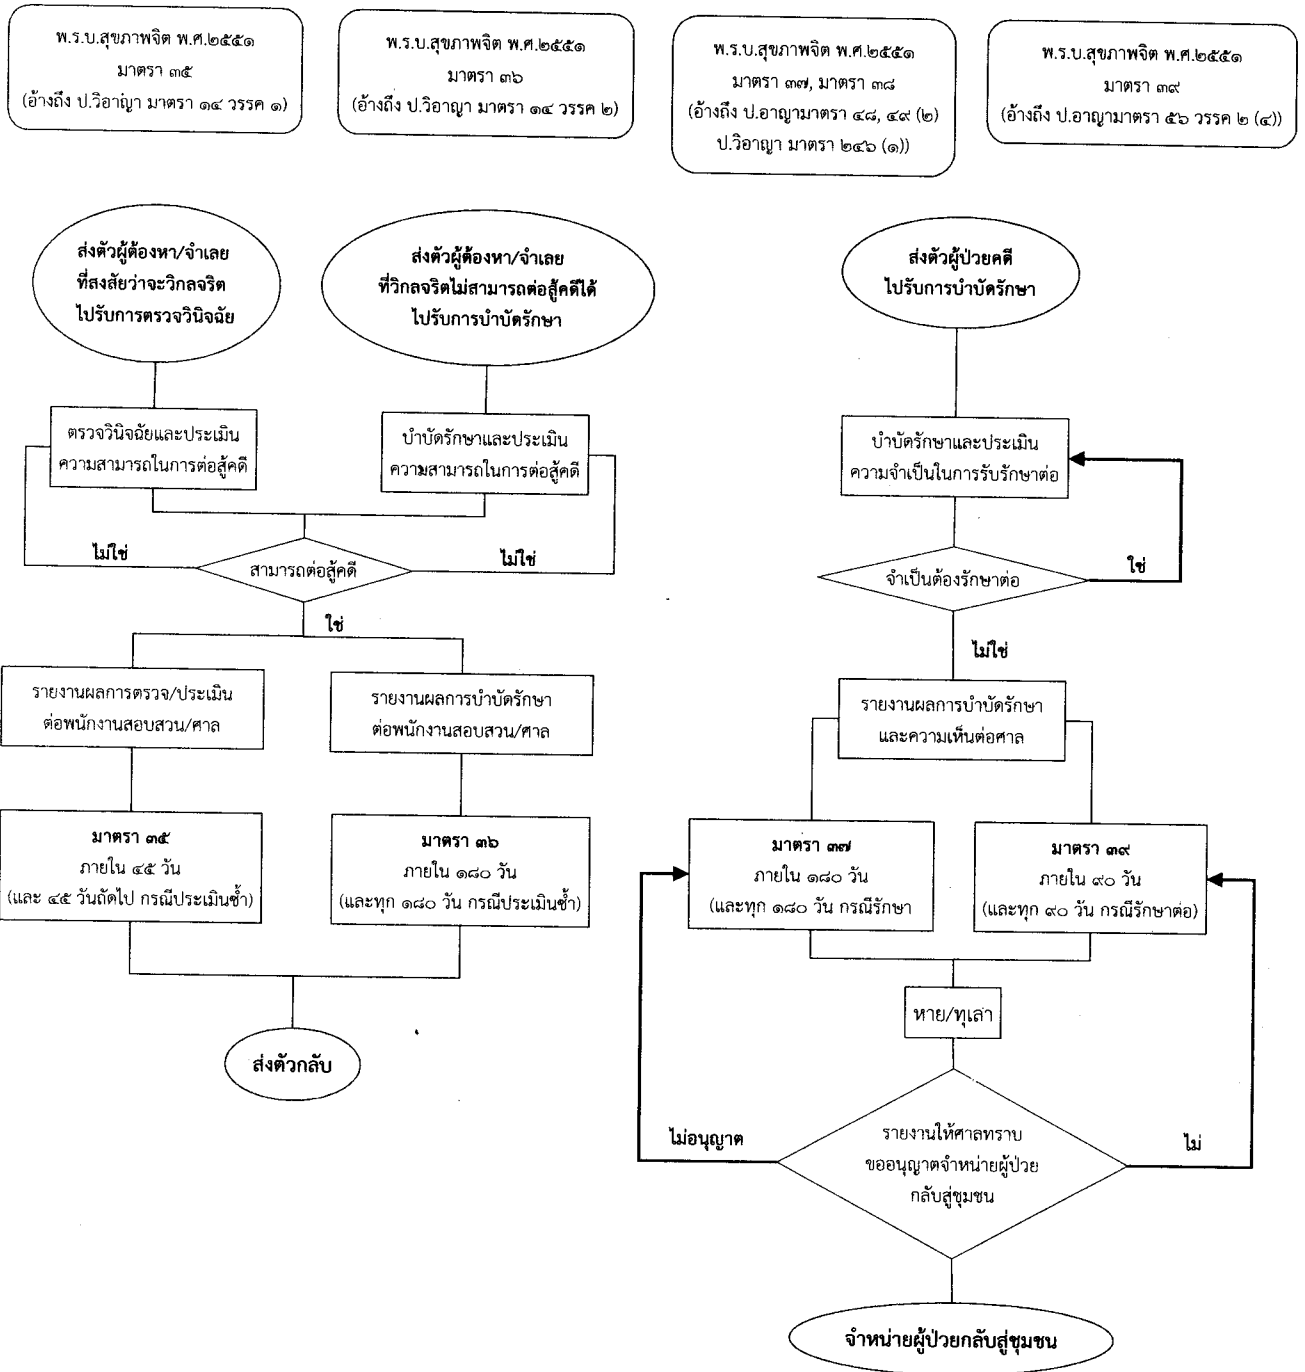 พ.ร.บ.สุขภาพจิต พ.ศ.๒๕๕๑
มาตรา ๓๕
(อ้างถึง ป.วิอาญา มาตรา ๑๔ วรรค ๑)
พ.ร.บ.สุขภาพจิต พ.ศ.๒๕๕๑
มาตรา ๓๖
(อ้างถึง ป.วิอาญา มาตรา ๑๔ วรรค ๒)
พ.ร.บ.สุขภาพจิต พ.ศ.๒๕๕๑
มาตรา ๓๗, มาตรา ๓๘
(อ้างถึง ป.อาญามาตรา ๔๘, ๔๙ (๒)
ป.วิอาญา มาตรา ๒๔๖ (๑))
พ.ร.บ.สุขภาพจิต พ.ศ.๒๕๕๑
มาตรา ๓๙
(อ้างถึง ป.อาญามาตรา ๕๖ วรรค ๒ (๔))
ส่งตัวผู้ต้องหา/จำเลย
ที่สงสัยว่าจะวิกลจริต
ไปรับการตรวจวินิจฉัย
ส่งตัวผู้ต้องหา/จำเลย
ที่วิกลจริตไม่สามารถต่อสู้คดีได้
ไปรับการบำบัดรักษา
ส่งตัวผู้ป่วยคดี
ไปรับการบำบัดรักษา
ตรวจวินิจฉัยและประเมิน
ความสามารถในการต่อสู้คดี
บำบัดรักษาและประเมิน
ความสามารถในการต่อสู้คดี
บำบัดรักษาและประเมิน
ความจำเป็นในการรับรักษาต่อ
ไม่ใช่
สามารถต่อสู้คดี
ไม่ใช่
จำเป็นต้องรักษาต่อ
ใช่
ใช่
ไม่ใช่
รายงานผลการตรวจ/ประเมิน
ต่อพนักงานสอบสวน/ศาล
รายงานผลการบำบัดรักษา
ต่อพนักงานสอบสวน/ศาล
รายงานผลการบำบัดรักษา
และความเห็นต่อศาล
มาตรา ๓๕
ภายใน ๔๕ วัน
(และ ๔๕ วันถัดไป กรณีประเมินซ้ำ)
มาตรา ๓๖
ภายใน ๑๘๐ วัน
(และทุก ๑๘๐ วัน กรณีประเมินซ้ำ)
มาตรา ๓๗
ภายใน ๑๘๐ วัน
(และทุก ๑๘๐ วัน กรณีรักษา
มาตรา ๓๙
ภายใน ๙๐ วัน
(และทุก ๙๐ วัน กรณีรักษาต่อ)
หาย/ทุเลา
ส่งตัวกลับ
ไม่อนุญาต
รายงานให้ศาลทราบ
ขออนุญาตจำหน่ายผู้ป่วย
กลับสู่ชุมชน
ไม่
จำหน่ายผู้ป่วยกลับสู่ชุมชน